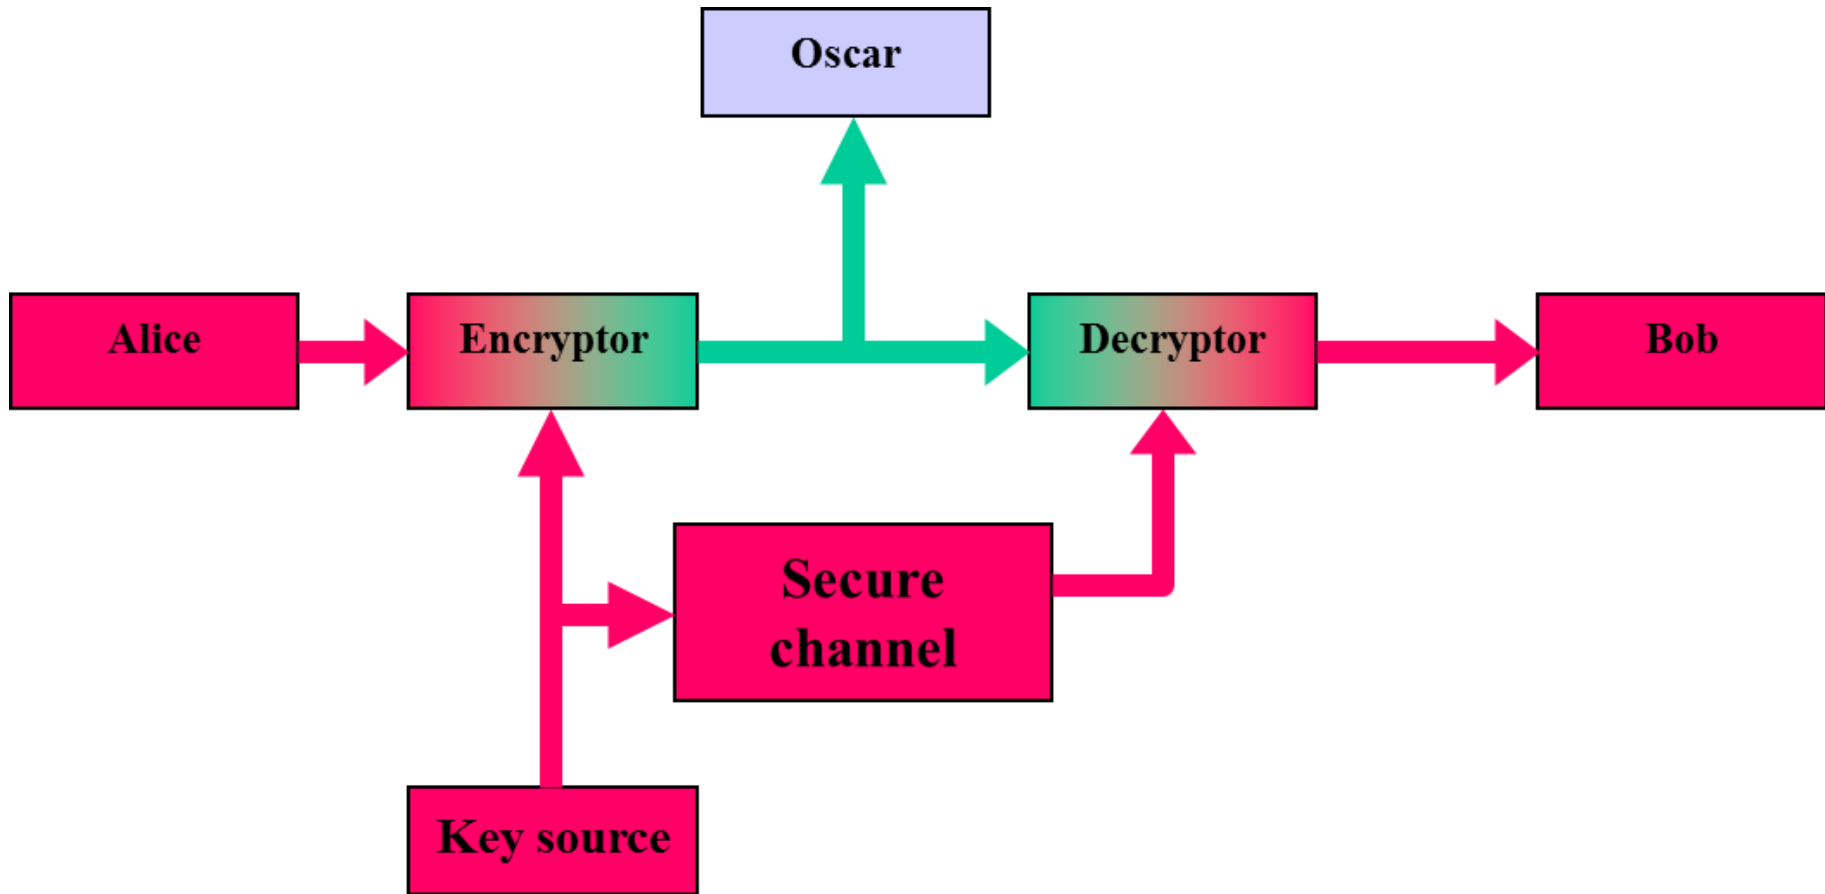 Oscar
Alice
Encryptor
Decryptor
Bob
Secure
channel
Key source